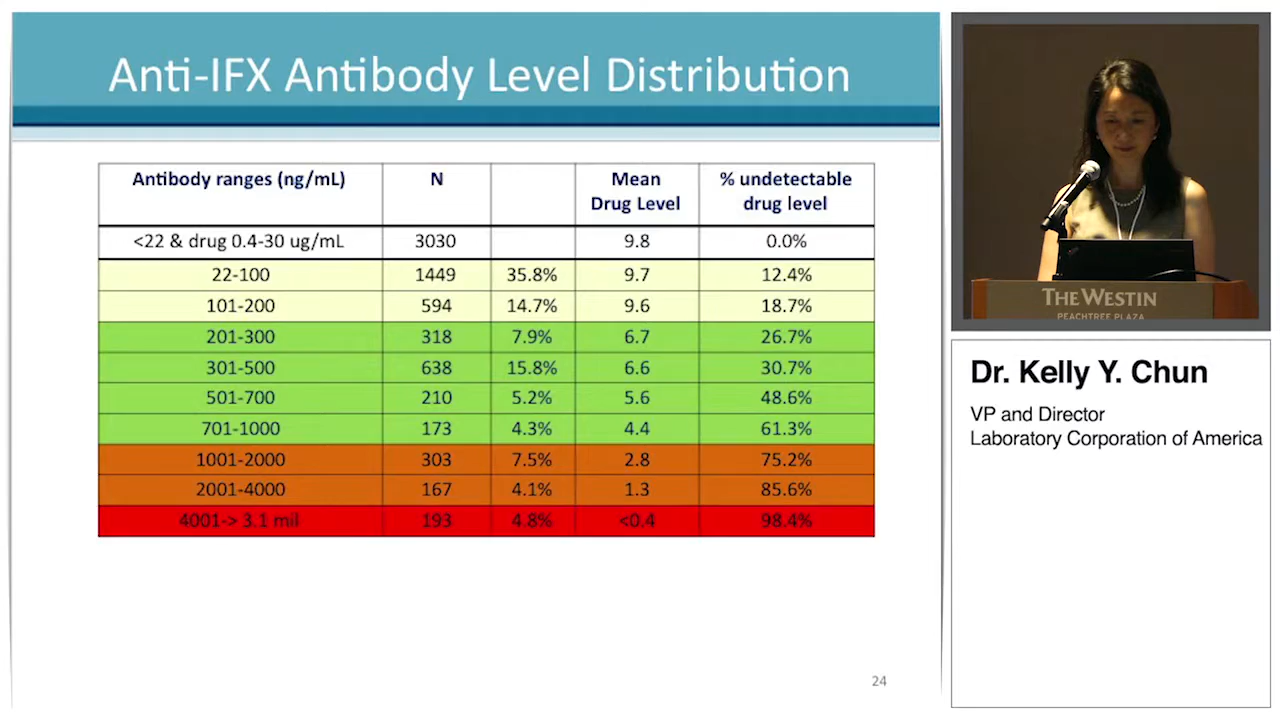 Anti-IFX Antibody Level Distribution
Antibody ranges (ng/mL) N Mean Drug Level % undetectable drug level
<22 & drug 0.4-30 ug/mL 3030 9.8 0.0%
22-100 1449 35.8% 9.7 12.4%
101-200 594 14.7% 9.6 18.7%
201-300 318 7.9% 6.7 26.7%
301-500 638 15.8% 6.6 30.7%
501-700 210 5.2% 5.6 48.6%
701-1000 173 4.3% 4.4 61.3%
1001-2000 303 7.5% 2.8 75.2%
2001-4000 167 4.1% 1.3 85.6%
4001-> 3.1 mil 193 4.8% <0.4 98.4%
24
THE WESTIN
PEACHTREE PLAZA
Dr. Kelly Y. Chun
VP and Director
Laboratory Corporation of America